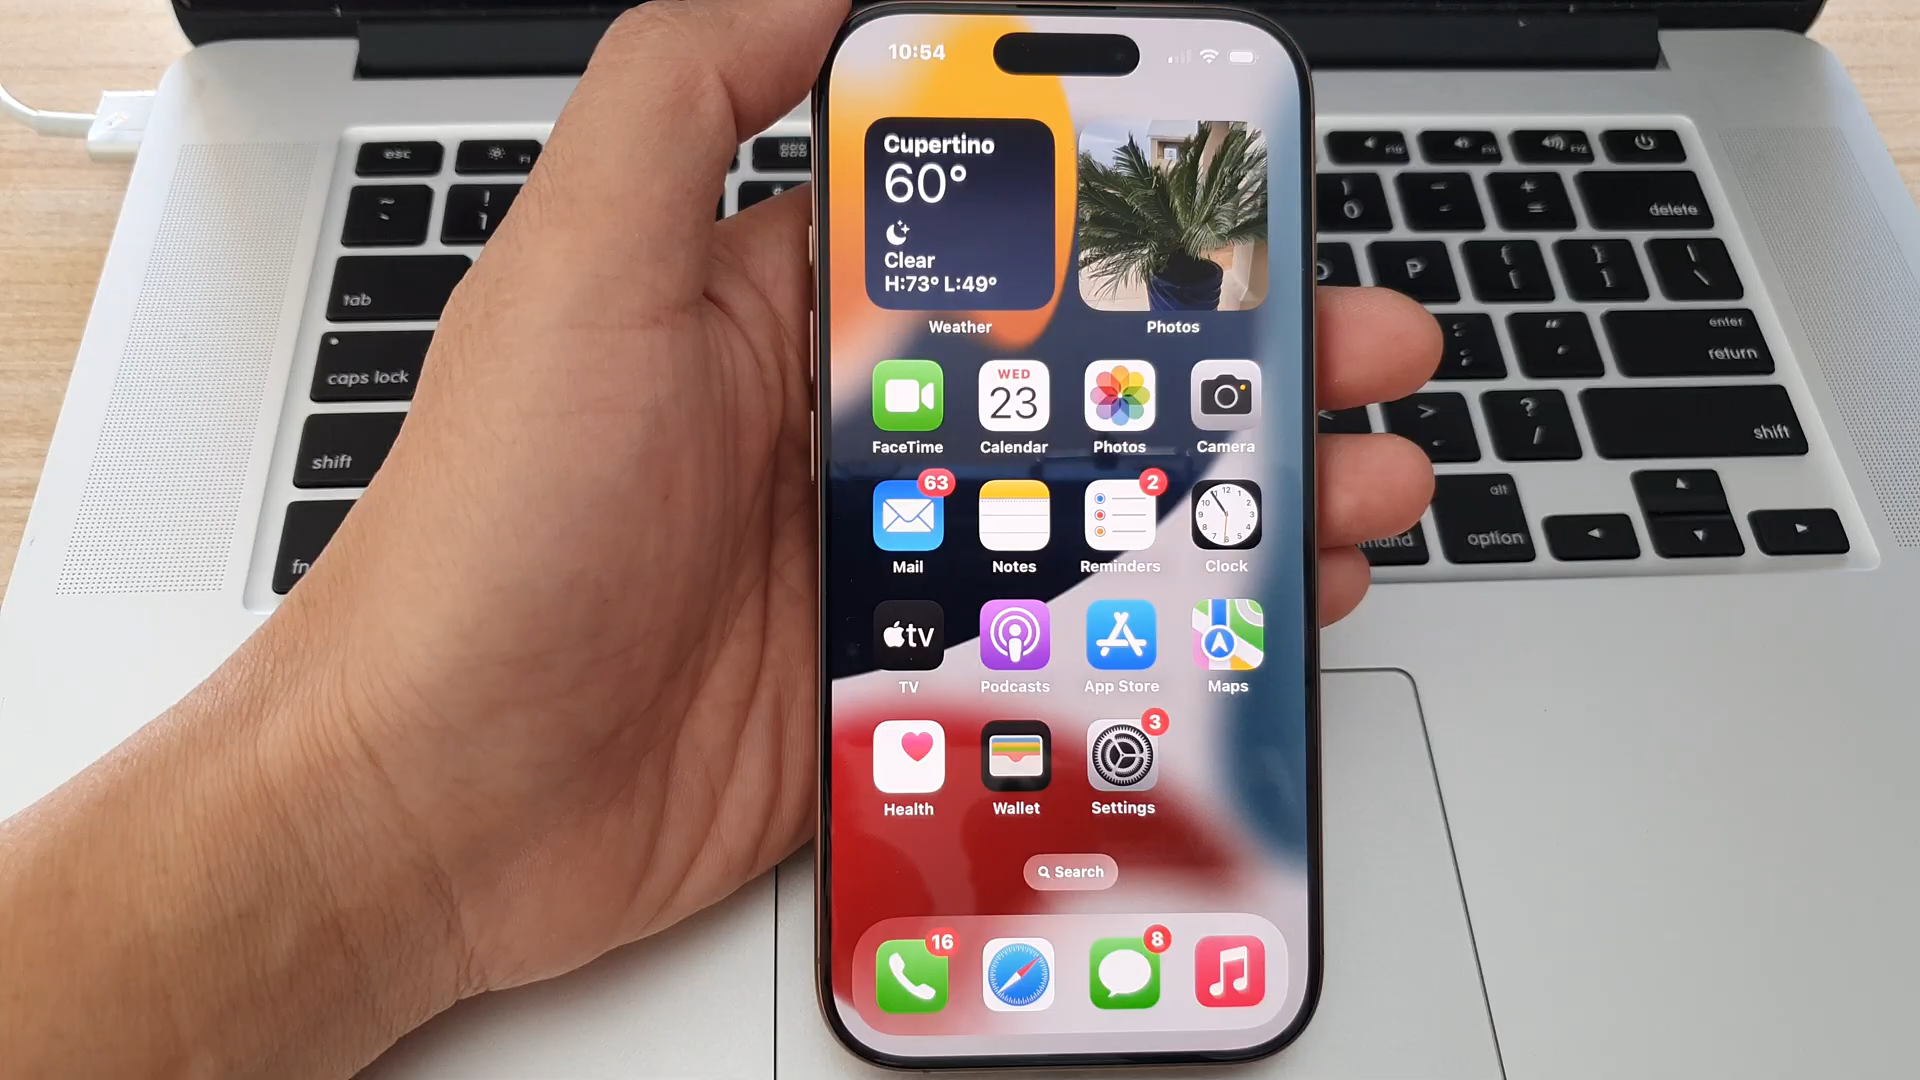 10:54
Cupertino
60°
Clear
H:73° L:49°
Weather
Photos
WED
23
FaceTime
Calendar
Photos
Camera
63
2
Mail
Notes
Reminders
Clock
tv
TV
Podcasts
App Store
Maps
3
Health
Wallet
Settings
Search
16
8
esc
tab
caps lock
shift
fn
delete
P
enter
return
shift
alt
option